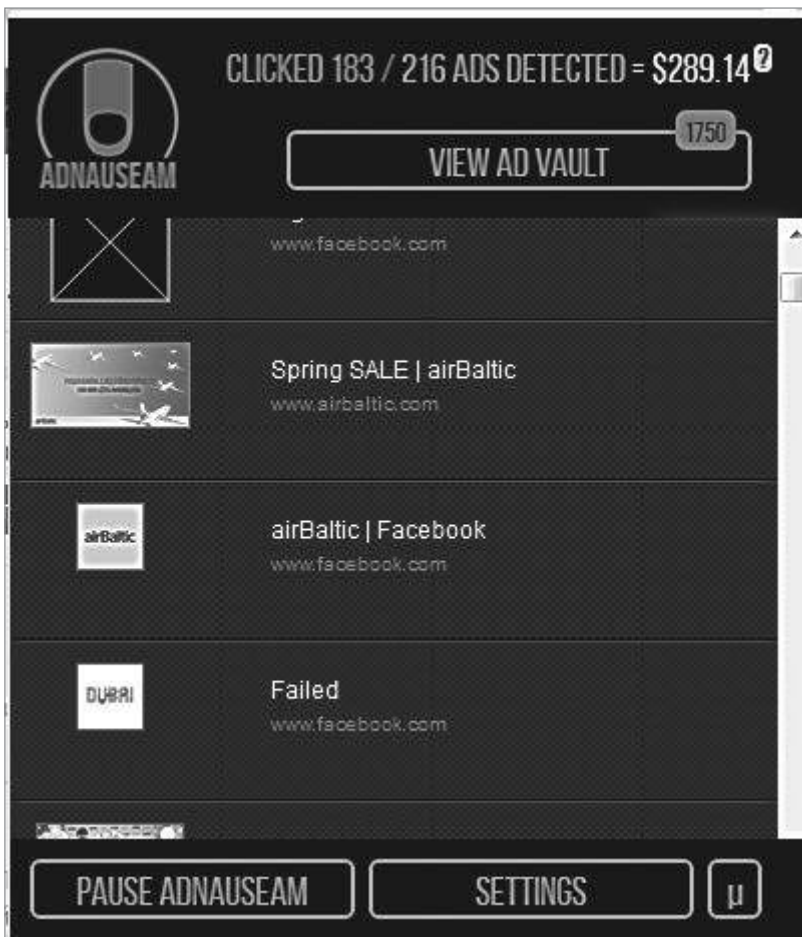 CLICKED 183 / 216 ADS DETECTED = $289.14?
ADNAUSEAM
1750
VIEW AD VAULT
www.facebook.com
Spring SALE | airBaltic
www.airbaltic.com
airBaltic
airBaltic | Facebook
www.facebook.com
DUBAI
Failed
www.facebook.com
PAUSE ADNAUSEAM
SETTINGS
µ